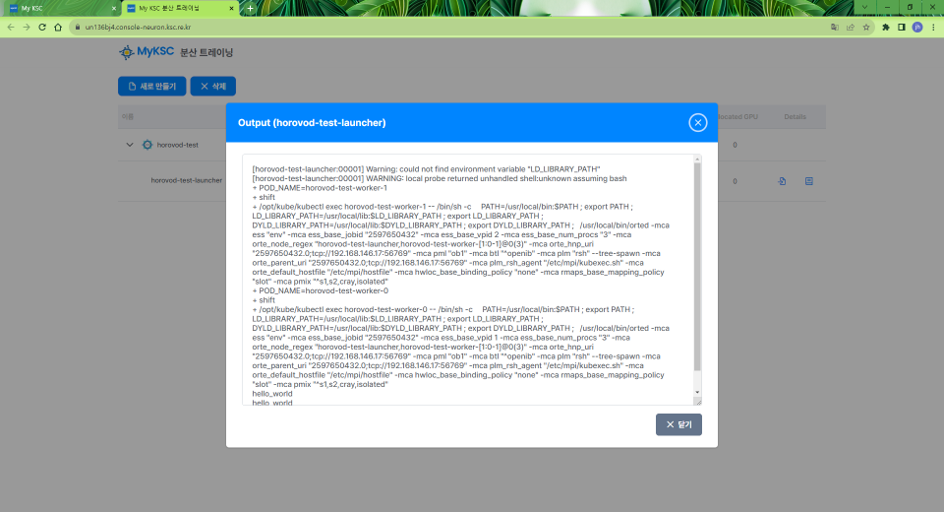 My KSC
My KSC 분산 트레이닝
un136bj4.console-neuron.ksc.re.kr
MyKSC 분산 트레이닝
새로 만들기
삭제
이름
located GPU
Details
horovod-test
0
horovod-test-launcher
0
Output (horovod-test-launcher)
[horovod-test-launcher:00001] Warning: could not find environment variable "LD_LIBRARY_PATH"
[horovod-test-launcher:00001] WARNING: local probe returned unhandled shell:unknown assuming bash
+ POD_NAME=horovod-test-worker-1
+ shift
+ /opt/kube/kubectl exec horovod-test-worker-1 -- /bin/sh -c PATH=/usr/local/bin:$PATH ; export PATH ;
LD_LIBRARY_PATH=/usr/local/lib:$LD_LIBRARY_PATH ; export LD_LIBRARY_PATH ;
DYLD_LIBRARY_PATH=/usr/local/lib:$DYLD_LIBRARY_PATH ; export DYLD_LIBRARY_PATH ; /usr/local/bin/orted -mca
ess "env" -mca ess_base_jobid "2597650432" -mca ess_base_vpid 2 -mca ess_base_num_procs "3" -mca
orte_node_regex "horovod-test-launcher,horovod-test-worker-[1:0-1]@0(3)" -mca orte_hnp_uri
"2597650432.0;tcp://192.168.146.17:56769" -mca pml "ob1" -mca btl "^openib" -mca plm "rsh" --tree-spawn -mca
orte_parent_uri "2597650432.0;tcp://192.168.146.17:56769" -mca plm_rsh_agent "/etc/mpi/kubexec.sh" -mca
orte_default_hostfile "/etc/mpi/hostfile" -mca hwloc_base_binding_policy "none" -mca rmaps_base_mapping_policy
"slot" -mca pmix "^s1,s2,cray,isolated"
+ POD_NAME=horovod-test-worker-0
+ shift
+ /opt/kube/kubectl exec horovod-test-worker-0 -- /bin/sh -c PATH=/usr/local/bin:$PATH ; export PATH ;
LD_LIBRARY_PATH=/usr/local/lib:$LD_LIBRARY_PATH ; export LD_LIBRARY_PATH ;
DYLD_LIBRARY_PATH=/usr/local/lib:$DYLD_LIBRARY_PATH ; export DYLD_LIBRARY_PATH ; /usr/local/bin/orted -mca
ess "env" -mca ess_base_jobid "2597650432" -mca ess_base_vpid 1 -mca ess_base_num_procs "3" -mca
orte_node_regex "horovod-test-launcher,horovod-test-worker-[1:0-1]@0(3)" -mca orte_hnp_uri
"2597650432.0;tcp://192.168.146.17:56769" -mca pml "ob1" -mca btl "^openib" -mca plm "rsh" --tree-spawn -mca
orte_parent_uri "2597650432.0;tcp://192.168.146.17:56769" -mca plm_rsh_agent "/etc/mpi/kubexec.sh" -mca
orte_default_hostfile "/etc/mpi/hostfile" -mca hwloc_base_binding_policy "none" -mca rmaps_base_mapping_policy
"slot" -mca pmix "^s1,s2,cray,isolated"
hello_world
hello_world
닫기